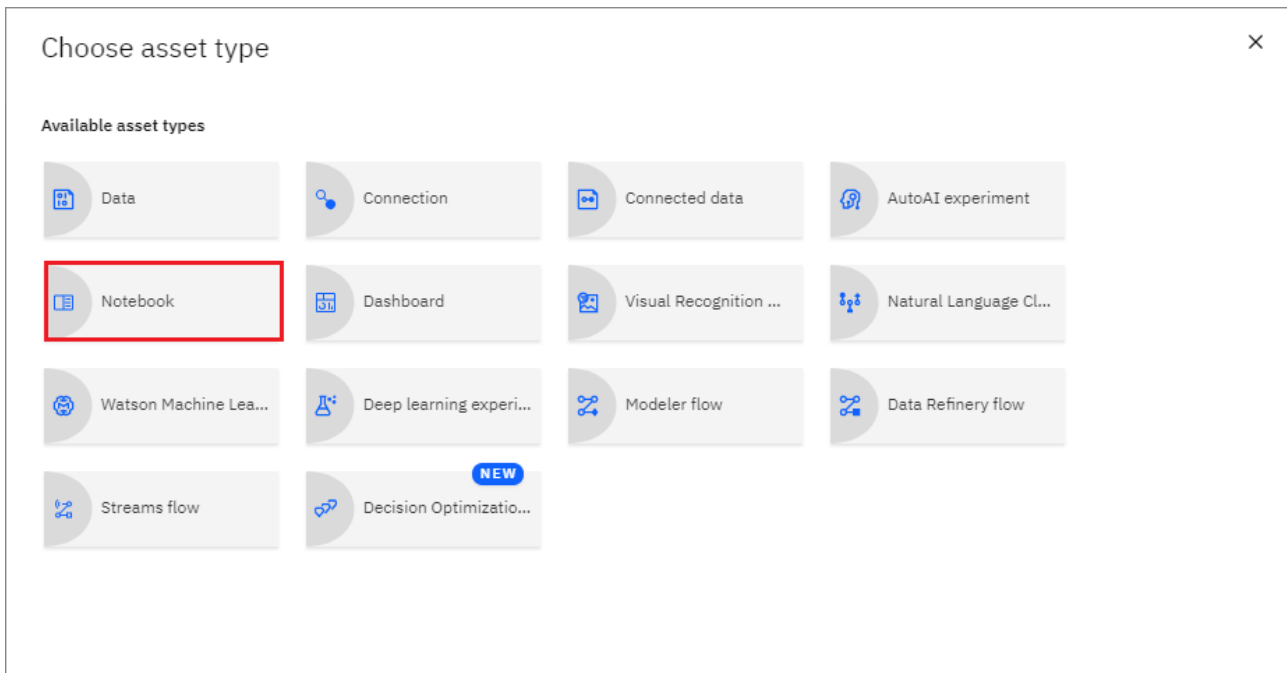 Choose asset type
Available asset types
Data
Connection
Connected data
AutoAI experiment
Notebook
Dashboard
Visual Recognition ...
Natural Language Cl...
Watson Machine Lea...
Deep learning experi...
Modeler flow
Data Refinery flow
NEW
Streams flow
Decision Optimizatio...